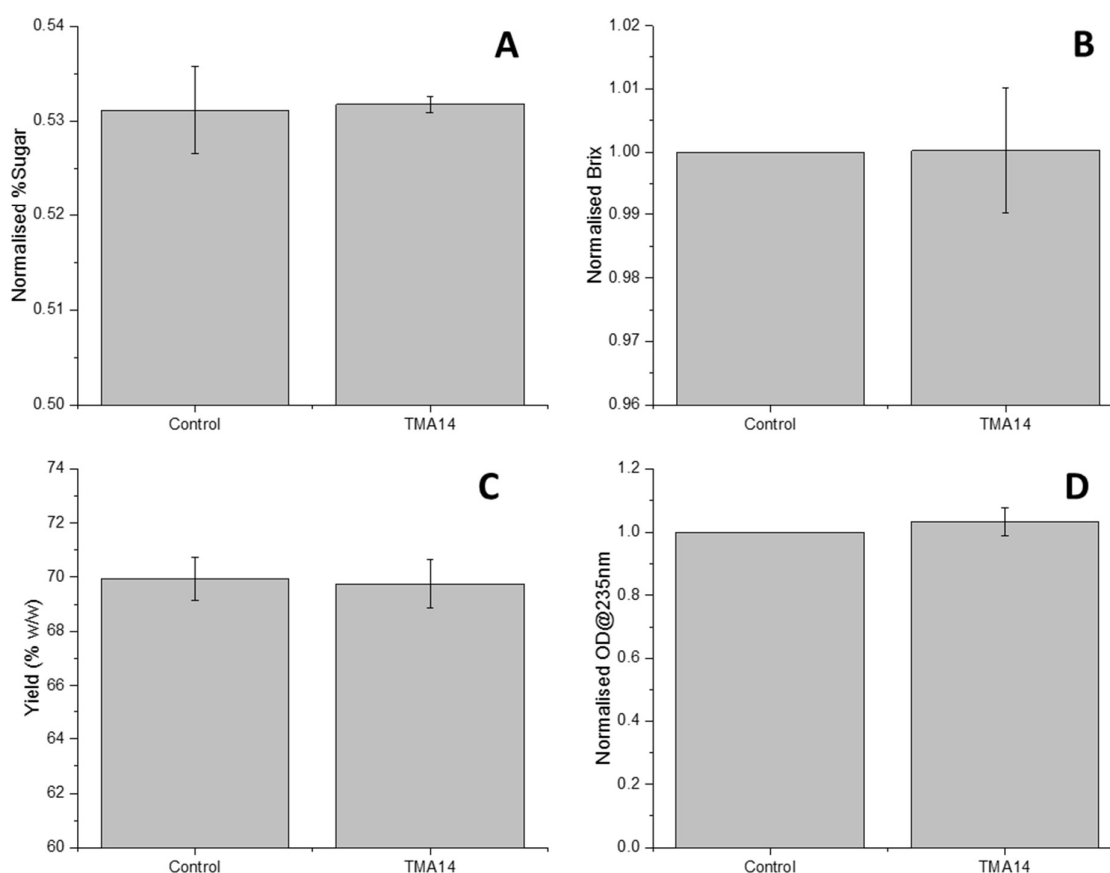 A
Normalised %Sugar
0.54
0.53
0.52
0.51
0.50
Control
TMA14
B
Normalised Brix
1.02
1.01
1.00
0.99
0.98
0.97
0.96
Control
TMA14
C
Yield (% w/w)
74
72
70
68
66
64
62
60
Control
TMA14
D
Normalised OD@235nm
1.2
1.0
0.8
0.6
0.4
0.2
0.0
Control
TMA14